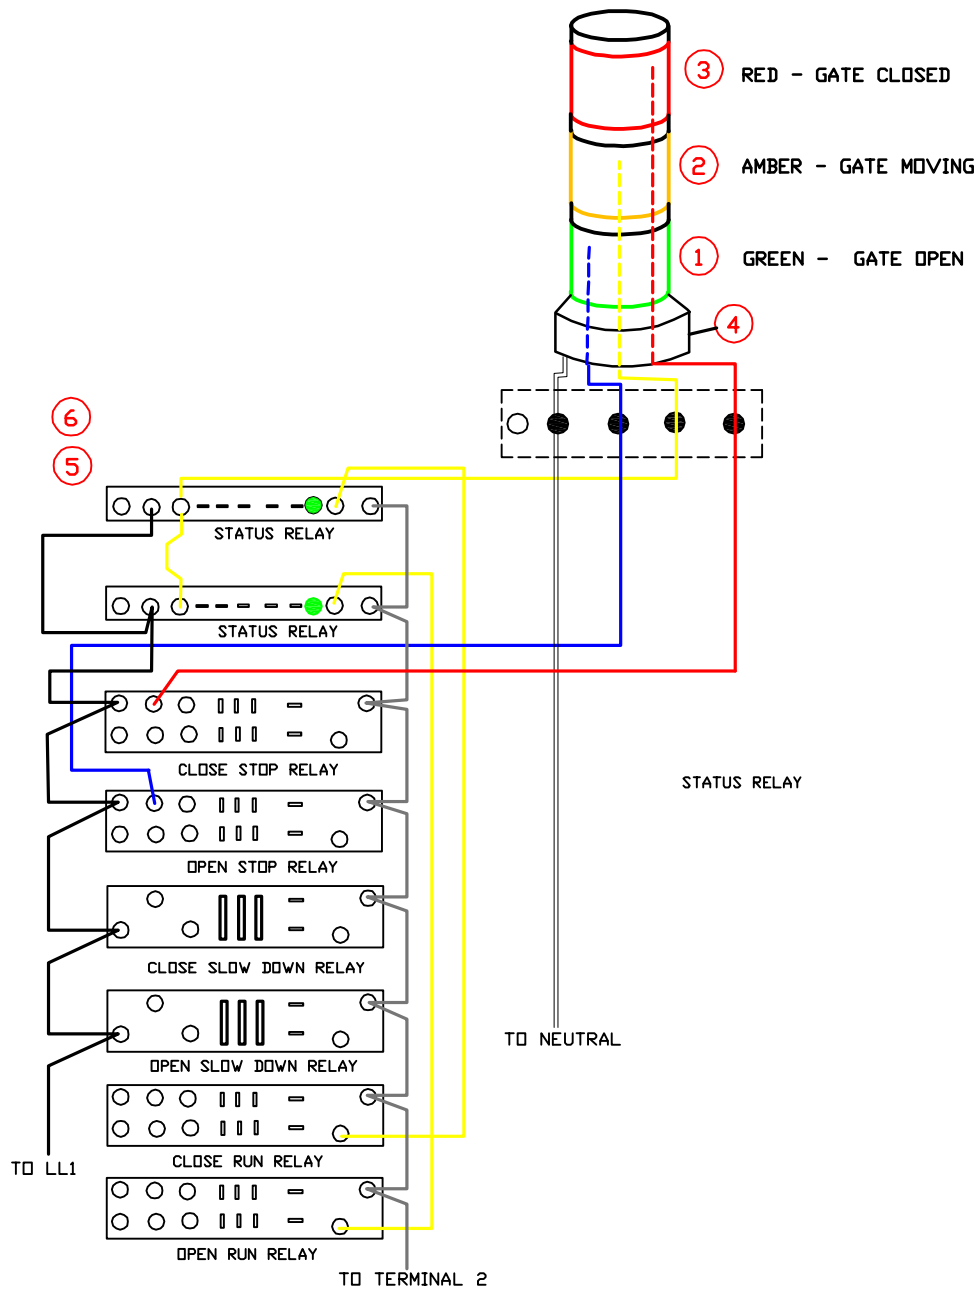 3 RED - GATE CLOSED
2 AMBER - GATE MOVING
1 GREEN - GATE OPEN
4
6
5
STATUS RELAY
STATUS RELAY
CLOSE STOP RELAY
STATUS RELAY
OPEN STOP RELAY
CLOSE SLOW DOWN RELAY
TO NEUTRAL
OPEN SLOW DOWN RELAY
CLOSE RUN RELAY
TO LL1
OPEN RUN RELAY
TO TERMINAL 2